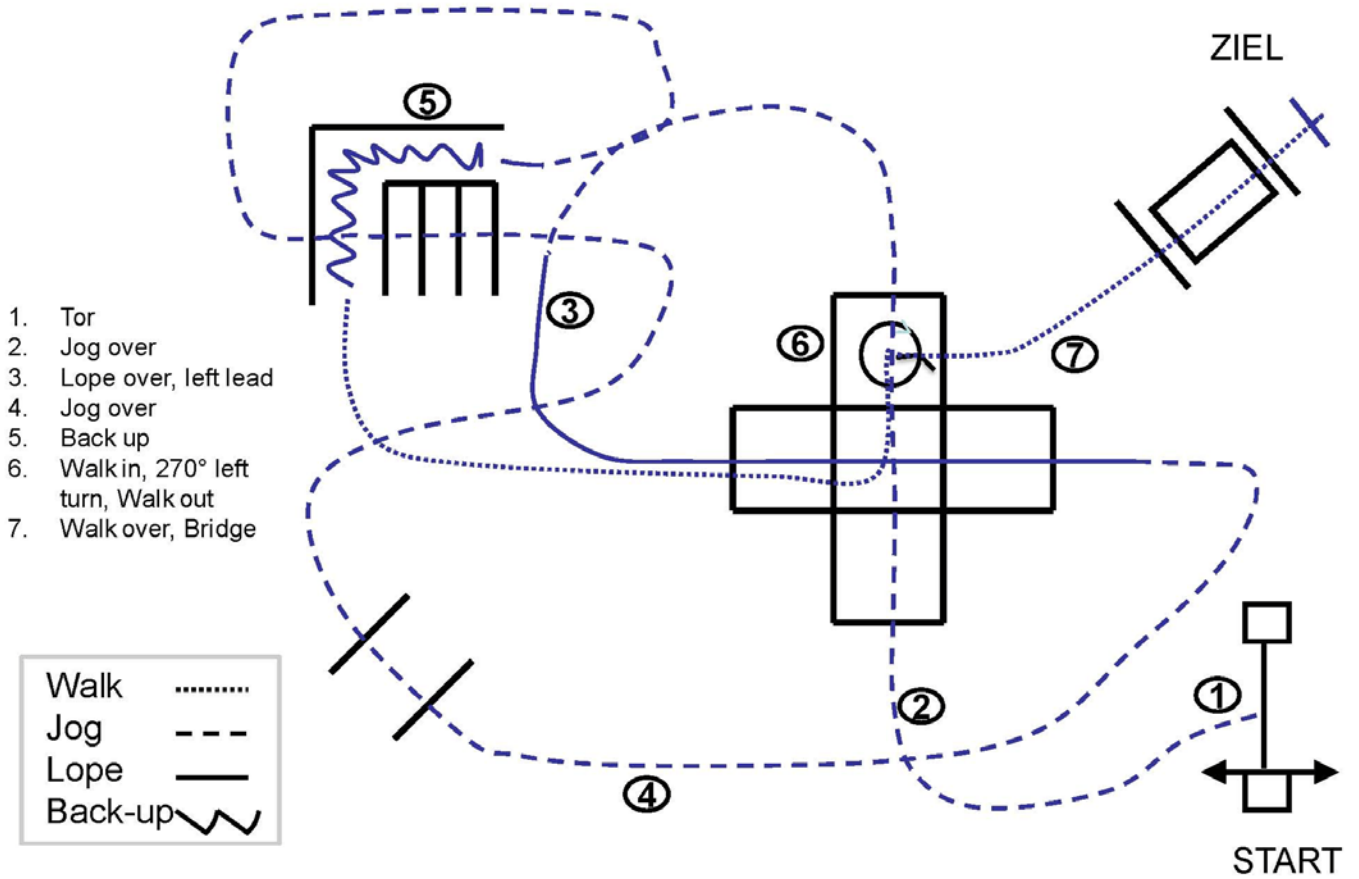 ZIEL
5
3
6
7
1. Tor
2. Jog over
3. Lope over, left lead
4. Jog over
5. Back up
6. Walk in, 270° left
turn, Walk out
7. Walk over, Bridge
Walk
Jog
Lope
Back-up
2
1
4
START